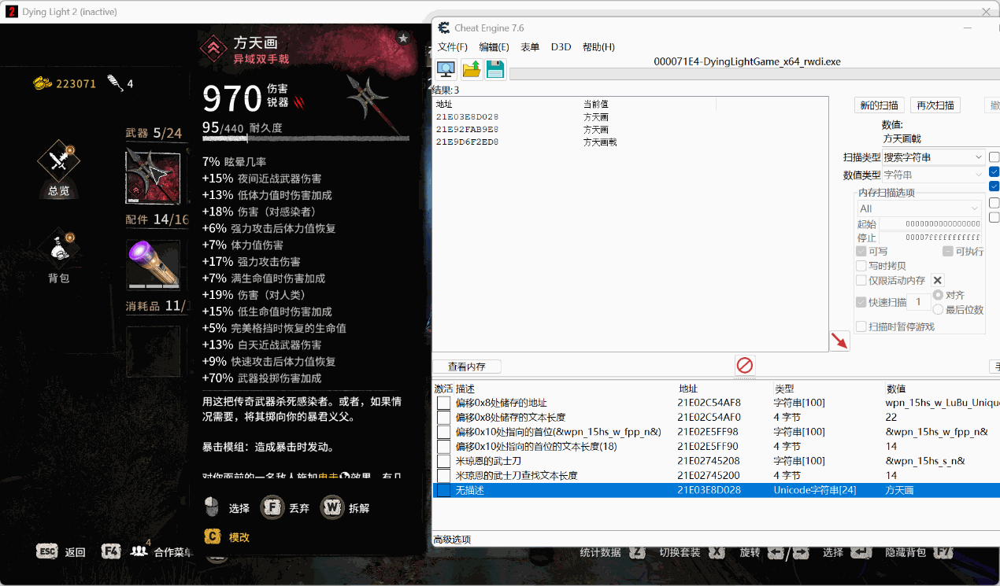 Dying Light 2 (inactive)
223071
4
武器 5/24
总览
配件 14/16
背包
消耗品 11/
方天画
异域双手戟
970
伤害
锐器
95/440 耐久度
7% 眩晕几率
+15% 夜间近战武器伤害
+13% 低体力值时伤害加成
+18% 伤害（对感染者）
+6% 强力攻击后体力值恢复
+7% 体力值伤害
+17% 强力攻击伤害
+7% 满生命值时伤害加成
+19% 伤害（对人类）
+15% 低生命值时伤害加成
+5% 完美格挡时恢复的生命值
+13% 白天近战武器伤害
+9% 快速攻击后体力值恢复
+70% 武器投掷伤害加成
用这把传奇武器杀死感染者。或者，如果情
况需要，将其掷向你的暴君义父。
暴击模组：造成暴击时发动。
对你面前的一名敌人施加电击效果，有几
选择
F 丢弃
W 拆解
C 模改
ESC 返回
F4
4
合作菜单
Cheat Engine 7.6
文件(F) 编辑(E) 表单 D3D 帮助(H)
000071E4-DyingLightGame_x64_rwdi.exe
结果: 3
地址 当前值
21E03E8D028 方天画
21E92FAB9E8 方天画
21E9D6F2ED8 方天画戟
新的扫描 再次扫描 撤
数值:
方天画戟
扫描类型 搜索字符串
数值类型 字符串
内存扫描选项
All
起始 0000000000000000
停止 00007fffffffffff
可写 可执行
写时拷贝
仅限活动内存
快速扫描 1
对齐
最后位数
扫描时暂停游戏
查看内存
手
激活 描述 地址 类型 数值
偏移0x8处储存的地址 21E02C54AF8 字符串[100] wpn_15hs_w_LuBu_Unique
偏移0x8处储存的文本长度 21E02C54AF0 4 字节 22
偏移0x10处指向的首位(&wpn_15hs_w_fpp_n&) 21E02E5FF98 字符串[100] &wpn_15hs_w_fpp_n&
偏移0x10处指向的首位的文本长度(18) 21E02E5FF90 4 字节 14
米琼恩的武士刀 21E02745208 字符串[100] &wpn_15hs_s_n&
米琼恩的武士刀查找文本长度 21E02745200 4 字节 14
无描述 21E03E8D028 Unicode字符串[24] 方天画
高级选项
统计数据 Z 切换套装 X 旋转 / 选择 隐藏背包